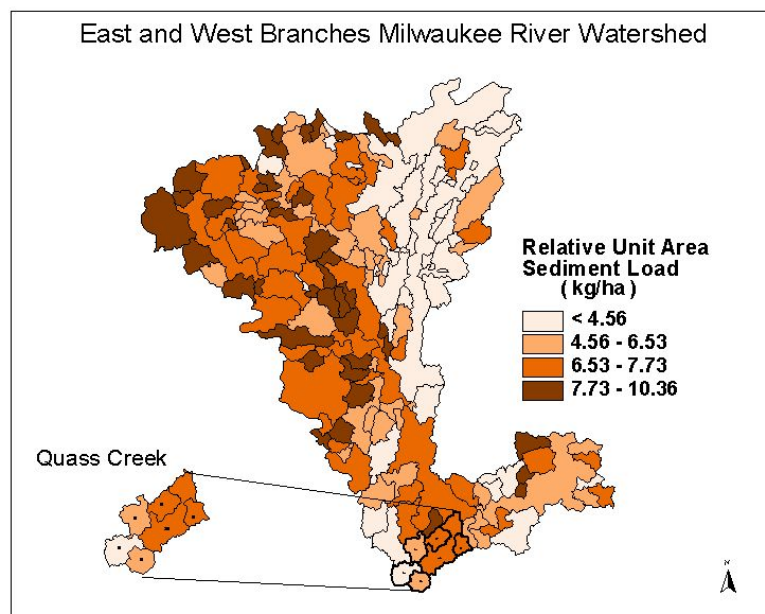 East and West Branches Milwaukee River Watershed
Relative Unit Area
Sediment Load
(kg/ha)
< 4.56
4.56 - 6.53
6.53 - 7.73
7.73 - 10.36
Quass Creek
N